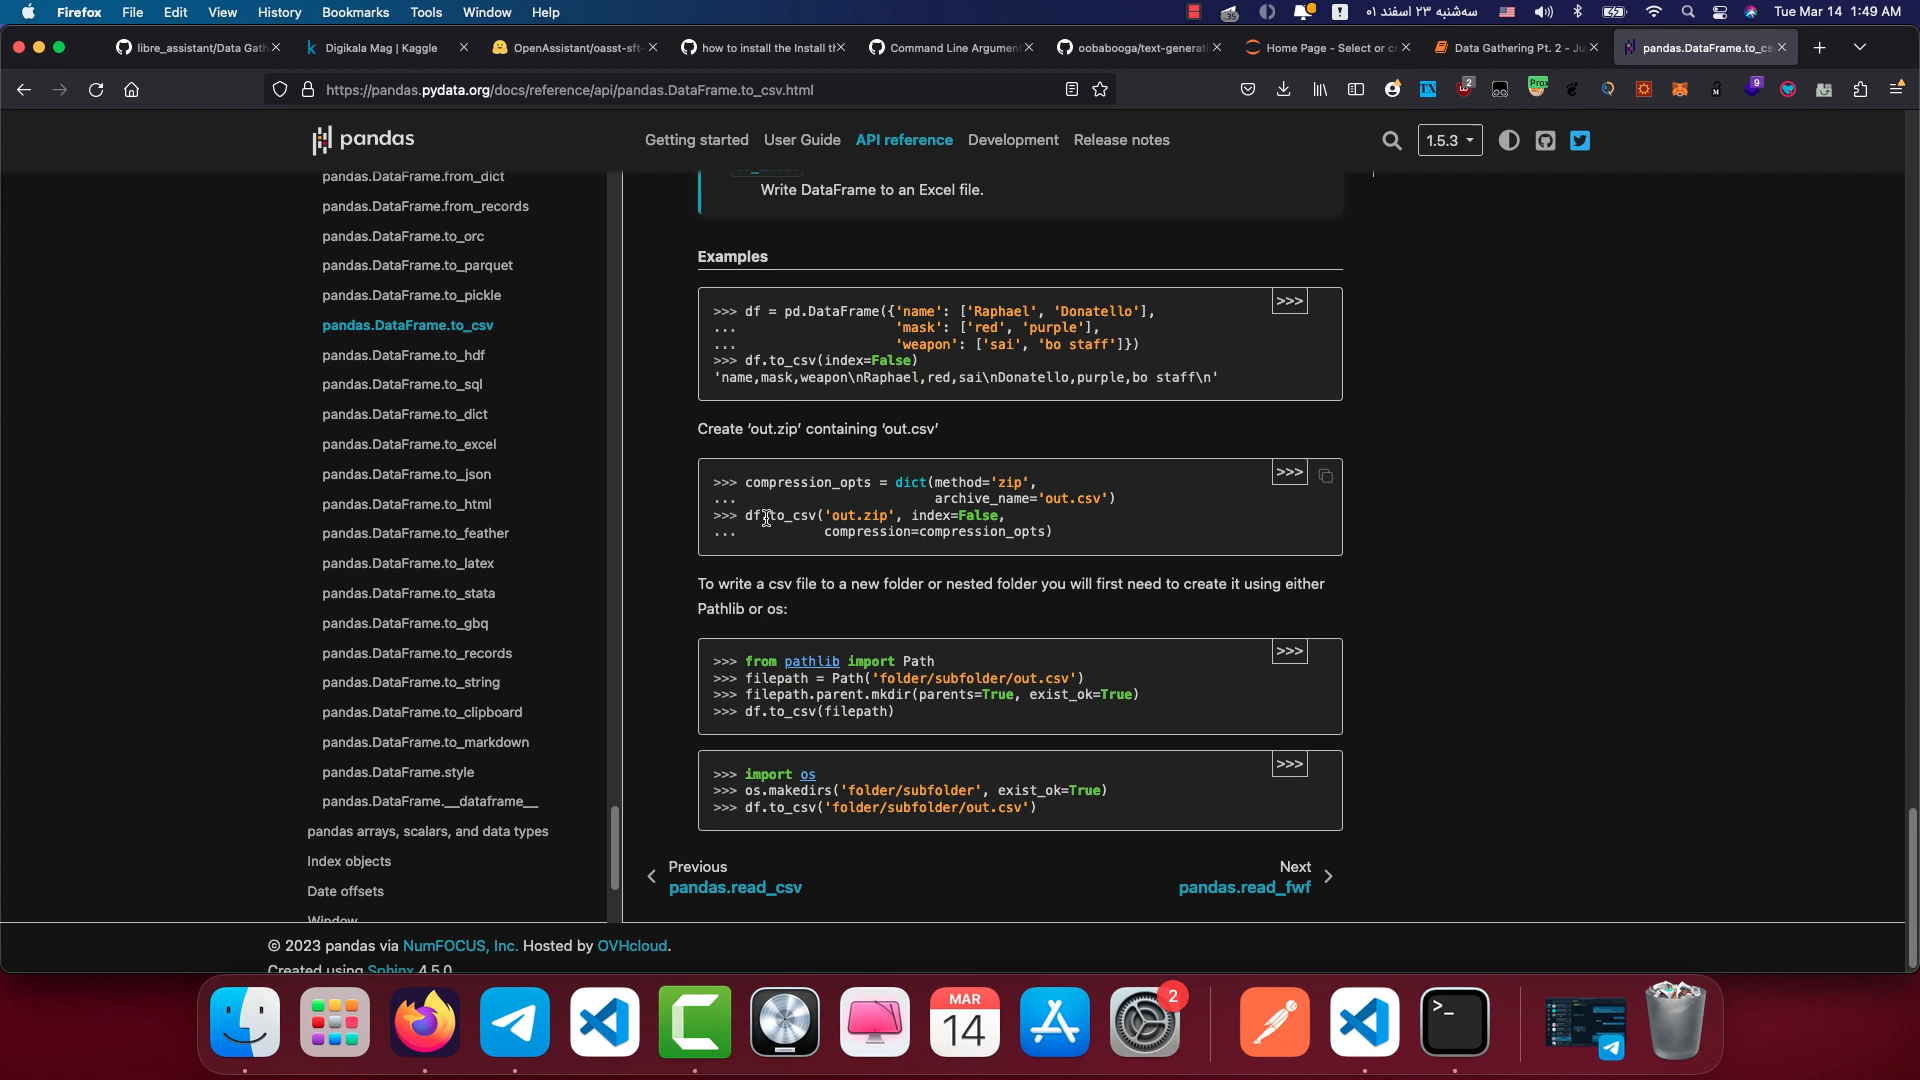 Firefox File Edit View History Bookmarks Tools Window Help
35
سه‌شنبه ۲۳ اسفند ۰۱
Tue Mar 14 1:49 AM
libre_assistant/Data Gath
Digikala Mag | Kaggle
OpenAssistant/oasst-sft-
how to install the Install th
Command Line Argumen
oobabooga/text-generati
Home Page - Select or cr
Data Gathering Pt. 2 - Ju
pandas.DataFrame.to_cs
https://pandas.pydata.org/docs/reference/api/pandas.DataFrame.to_csv.html
2
Prox
9
pandas
Getting started User Guide API reference Development Release notes
1.5.3
pandas.DataFrame.from_dict
pandas.DataFrame.from_records
pandas.DataFrame.to_orc
pandas.DataFrame.to_parquet
pandas.DataFrame.to_pickle
pandas.DataFrame.to_csv
pandas.DataFrame.to_hdf
pandas.DataFrame.to_sql
pandas.DataFrame.to_dict
pandas.DataFrame.to_excel
pandas.DataFrame.to_json
pandas.DataFrame.to_html
pandas.DataFrame.to_feather
pandas.DataFrame.to_latex
pandas.DataFrame.to_stata
pandas.DataFrame.to_gbq
pandas.DataFrame.to_records
pandas.DataFrame.to_string
pandas.DataFrame.to_clipboard
pandas.DataFrame.to_markdown
pandas.DataFrame.style
pandas.DataFrame.__dataframe__
pandas arrays, scalars, and data types
Index objects
Date offsets
Window
Write DataFrame to an Excel file.
Examples
>>>
>>> df = pd.DataFrame({'name': ['Raphael', 'Donatello'],
... 'mask': ['red', 'purple'],
... 'weapon': ['sai', 'bo staff']})
>>> df.to_csv(index=False)
'name,mask,weapon\nRaphael,red,sai\nDonatello,purple,bo staff\n'
Create ‘out.zip’ containing ‘out.csv’
>>>
>>> compression_opts = dict(method='zip',
... archive_name='out.csv')
>>> df.to_csv('out.zip', index=False,
... compression=compression_opts)
To write a csv file to a new folder or nested folder you will first need to create it using either
Pathlib or os:
>>>
>>> from pathlib import Path
>>> filepath = Path('folder/subfolder/out.csv')
>>> filepath.parent.mkdir(parents=True, exist_ok=True)
>>> df.to_csv(filepath)
>>>
>>> import os
>>> os.makedirs('folder/subfolder', exist_ok=True)
>>> df.to_csv('folder/subfolder/out.csv')
Previous
pandas.read_csv
Next
pandas.read_fwf
© 2023 pandas via NumFOCUS, Inc. Hosted by OVHcloud.
Created using Sphinx 4.5.0.
MAR
14
2